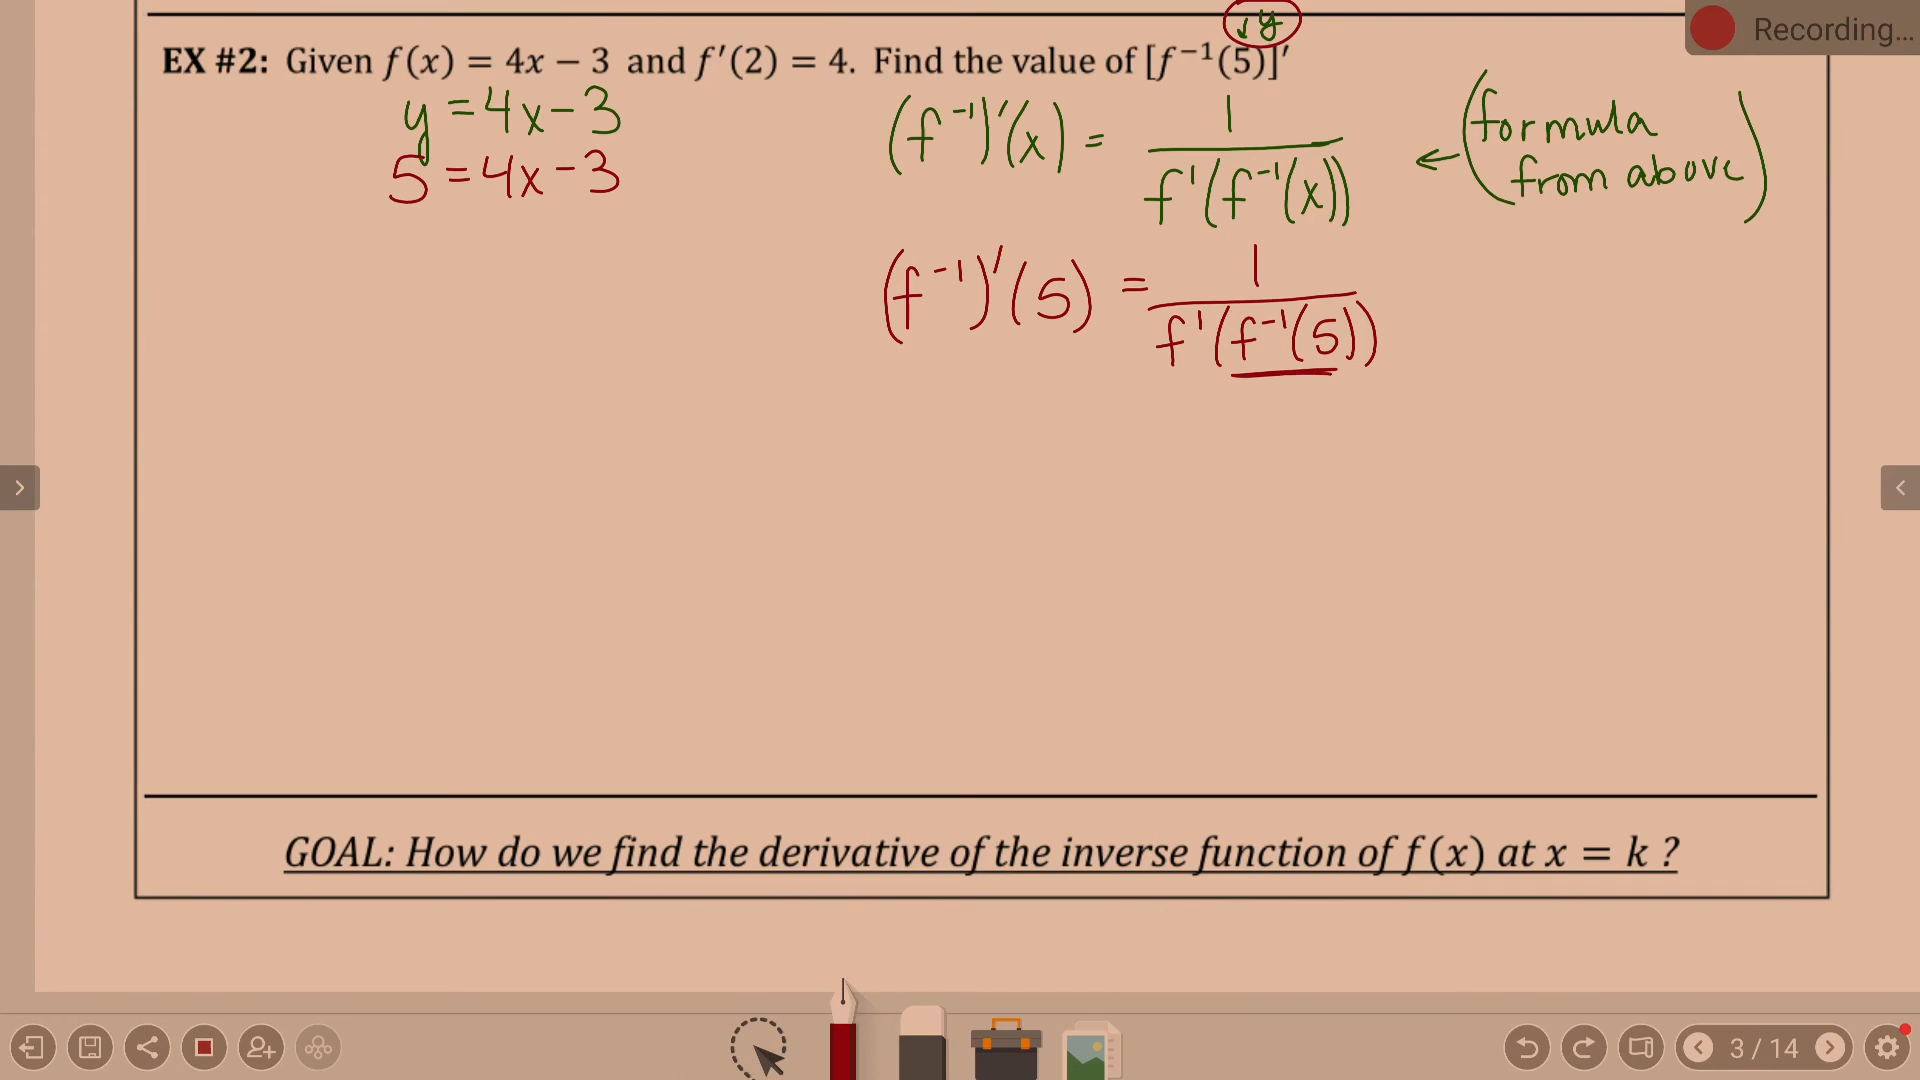 ↓ y
Recording...
EX #2: Given f(x) = 4x − 3 and f′(2) = 4. Find the value of [f⁻¹(5)]′
y = 4x − 3
5 = 4x − 3
(f⁻¹)′(x) = 1 / f′(f⁻¹(x)) ← (formula from above)
(f⁻¹)′(5) = 1 / f′(f⁻¹(5))
GOAL: How do we find the derivative of the inverse function of f(x) at x = k ?
3 / 14